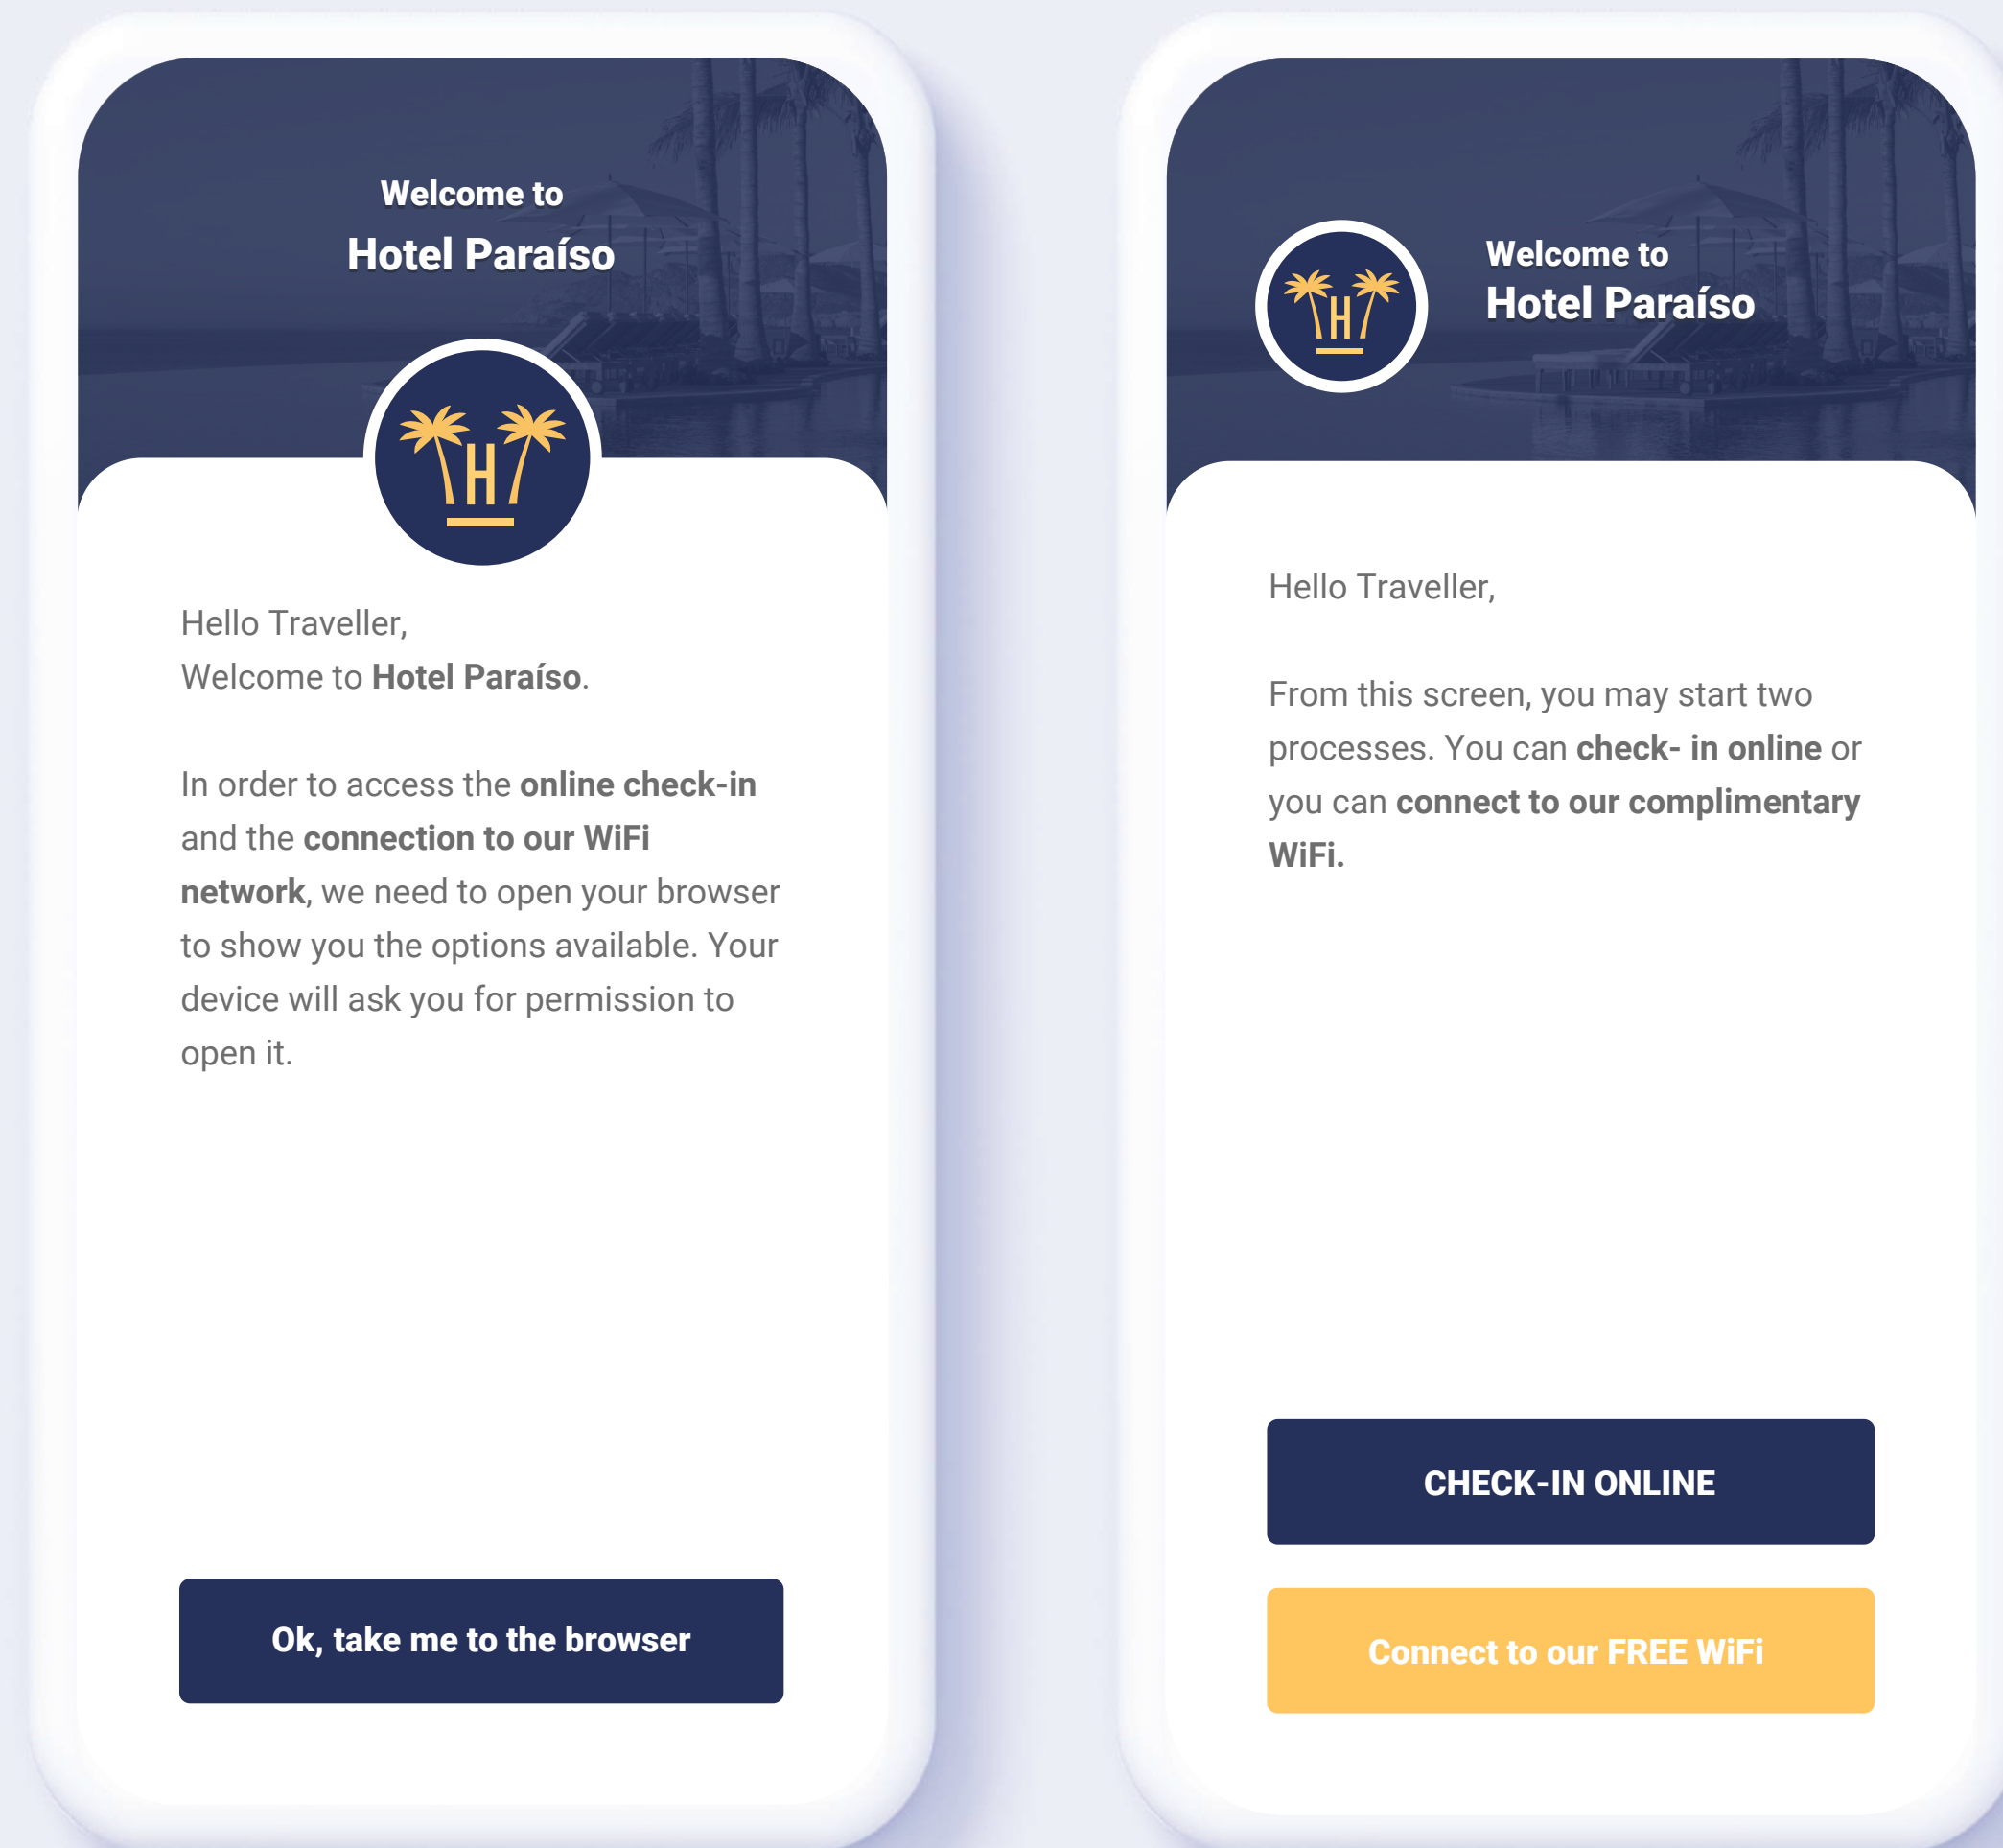 Welcome to
Hotel Paraíso
H
Hello Traveller,
Welcome to Hotel Paraíso.
In order to access the online check-in
and the connection to our WiFi
network, we need to open your browser
to show you the options available. Your
device will ask you for permission to
open it.
Ok, take me to the browser
H
Welcome to
Hotel Paraíso
Hello Traveller,
From this screen, you may start two
processes. You can check- in online or
you can connect to our complimentary
WiFi.
CHECK-IN ONLINE
Connect to our FREE WiFi